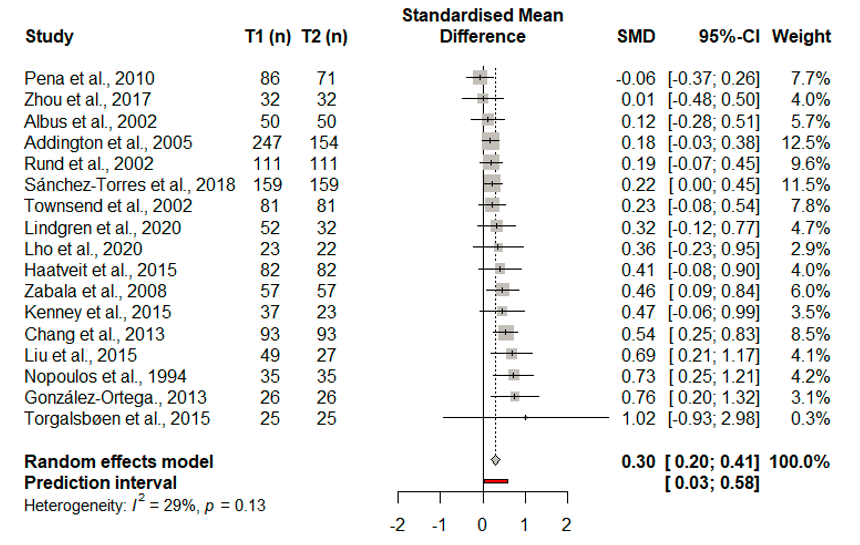 Standardised Mean
Study T1 (n) T2 (n) Difference SMD 95%-CI Weight
Pena et al., 2010 86 71 -0.06 [-0.37; 0.26] 7.7%
Zhou et al., 2017 32 32 0.01 [-0.48; 0.50] 4.0%
Albus et al., 2002 50 50 0.12 [-0.28; 0.51] 5.7%
Addington et al., 2005 247 154 0.18 [-0.03; 0.38] 12.5%
Rund et al., 2002 111 111 0.19 [-0.07; 0.45] 9.6%
Sánchez-Torres et al., 2018 159 159 0.22 [ 0.00; 0.45] 11.5%
Townsend et al., 2002 81 81 0.23 [-0.08; 0.54] 7.8%
Lindgren et al., 2020 52 32 0.32 [-0.12; 0.77] 4.7%
Lho et al., 2020 23 22 0.36 [-0.23; 0.95] 2.9%
Haatveit et al., 2015 82 82 0.41 [-0.08; 0.90] 4.0%
Zabala et al., 2008 57 57 0.46 [ 0.09; 0.84] 6.0%
Kenney et al., 2015 37 23 0.47 [-0.06; 0.99] 3.5%
Chang et al., 2013 93 93 0.54 [ 0.25; 0.83] 8.5%
Liu et al., 2015 49 27 0.69 [ 0.21; 1.17] 4.1%
Nopoulos et al., 1994 35 35 0.73 [ 0.25; 1.21] 4.2%
González-Ortega., 2013 26 26 0.76 [ 0.20; 1.32] 3.1%
Torgalsbøen et al., 2015 25 25 1.02 [-0.93; 2.98] 0.3%
Random effects model 0.30 [ 0.20; 0.41] 100.0%
Prediction interval [ 0.03; 0.58]
Heterogeneity: I² = 29%, p = 0.13
-2 -1 0 1 2